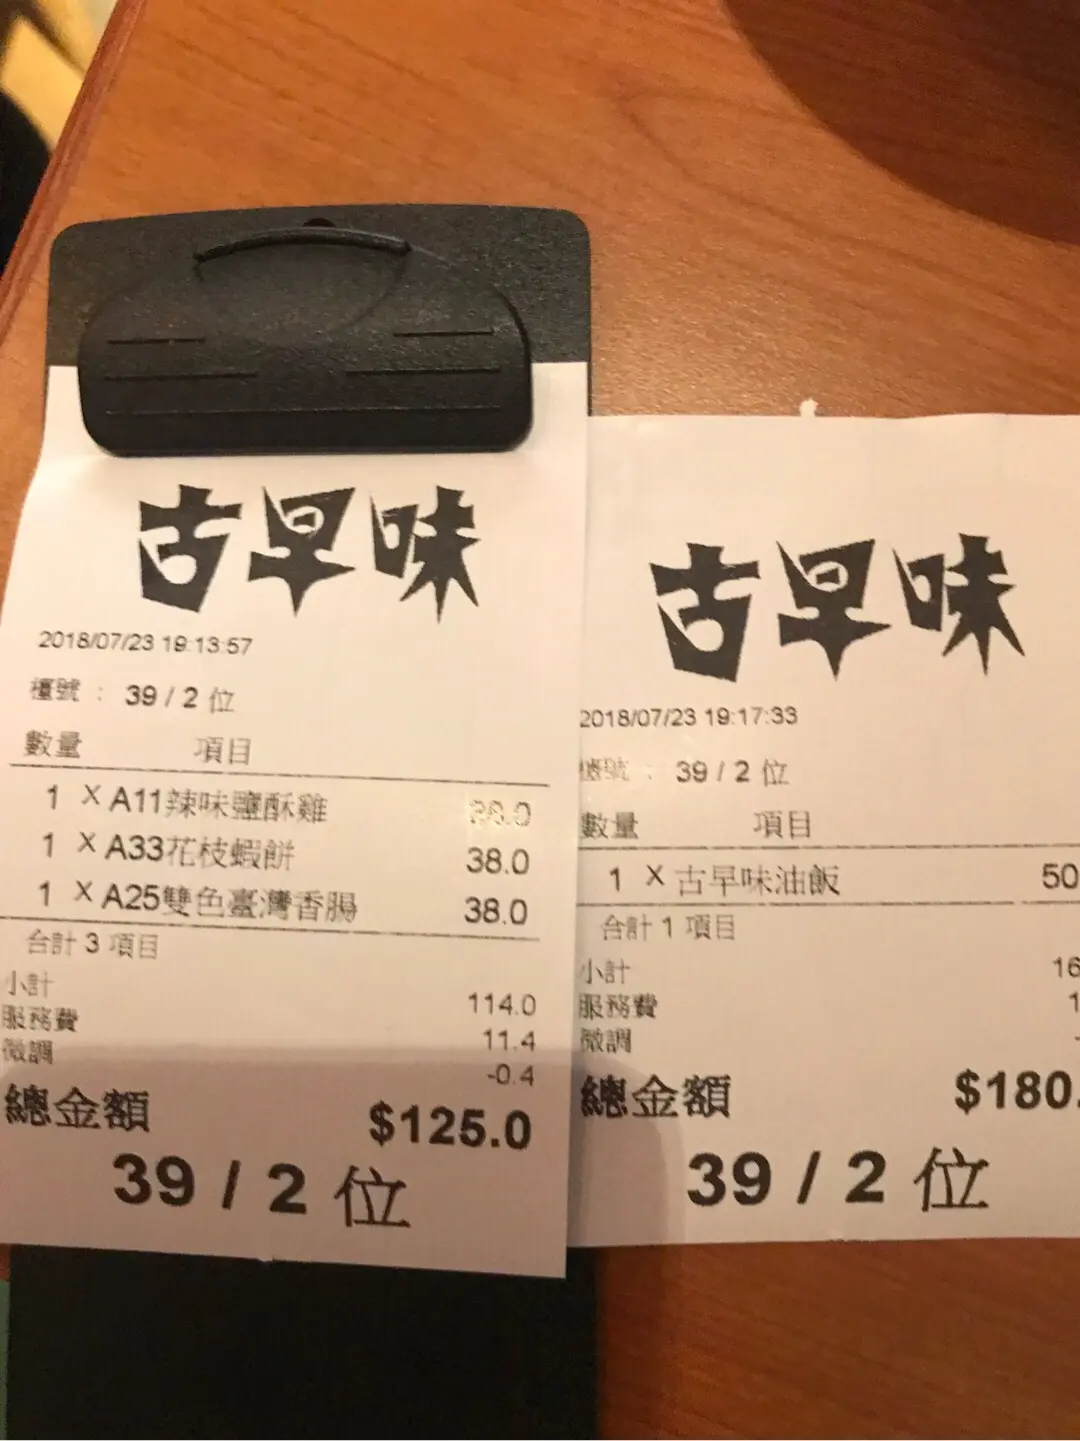 古早味
2018/07/23 19:13:57
櫃號 : 39 / 2 位
數量 項目
1 X A11辣味鹽酥雞
1 X A33花枝蝦餅 38.0
1 X A25雙色臺灣香腸 38.0
合計 3 項目
小計 114.0
服務費 11.4
微調 -0.4
總金額 $125.0
39 / 2 位
古早味
2018/07/23 19:17:33
櫃號 : 39 / 2 位
數量 項目
1 X 古早味油飯 50
合計 1 項目
小計 16
服務費 1
微調 -
總金額 $180.
39 / 2 位